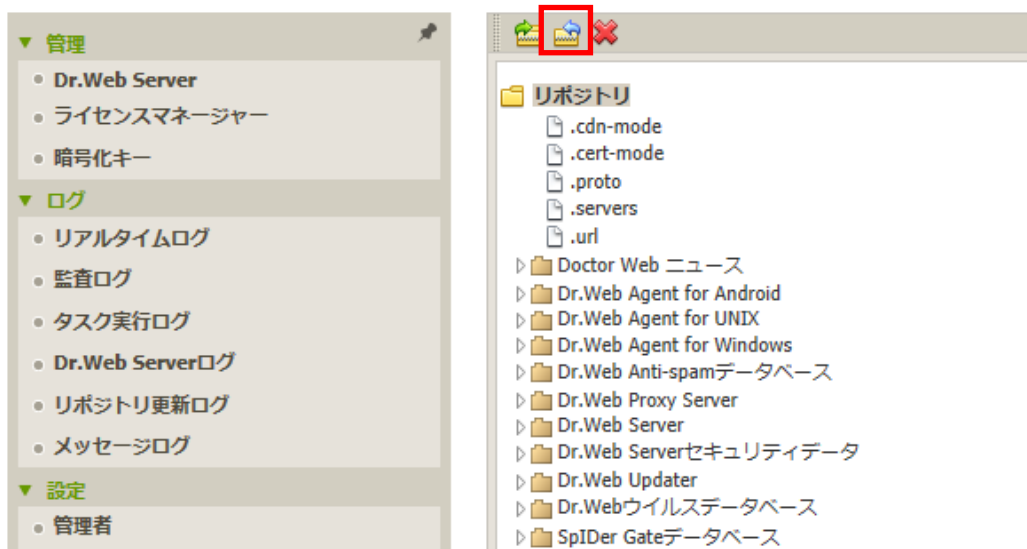 管理
Dr.Web Server
ライセンスマネージャー
暗号化キー
ログ
リアルタイムログ
監査ログ
タスク実行ログ
Dr.Web Serverログ
リポジトリ更新ログ
メッセージログ
設定
管理者
リポジトリ
.cdn-mode
.cert-mode
.proto
.servers
.url
Doctor Web ニュース
Dr.Web Agent for Android
Dr.Web Agent for UNIX
Dr.Web Agent for Windows
Dr.Web Anti-spamデータベース
Dr.Web Proxy Server
Dr.Web Server
Dr.Web Serverセキュリティデータ
Dr.Web Updater
Dr.Webウイルスデータベース
SpIDer Gateデータベース